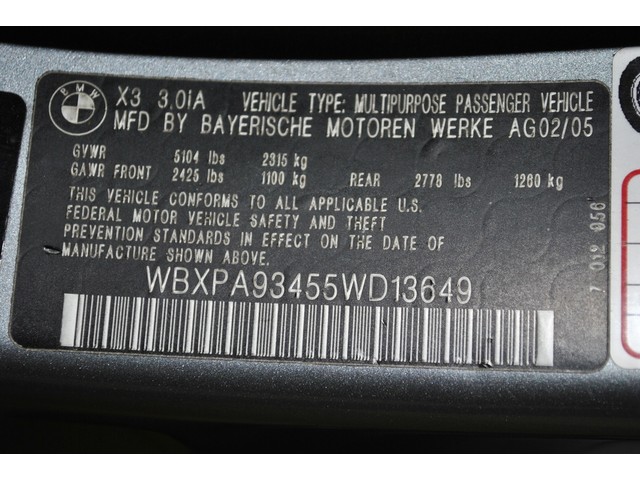 BMW
X3 3.0iA VEHICLE TYPE: MULTIPURPOSE PASSENGER VEHICLE
MFD BY BAYERISCHE MOTOREN WERKE AG02/05
GVWR 5104 lbs 2315 kg
GAWR FRONT 2425 lbs 1100 kg REAR 2778 lbs 1260 kg
THIS VEHICLE CONFORMS TO ALL APPLICABLE U.S.
FEDERAL MOTOR VEHICLE SAFETY AND THEFT
PREVENTION STANDARDS IN EFFECT ON THE DATE OF
MANUFACTURE SHOWN ABOVE.
WBXPA93455WD13649
7 012 056